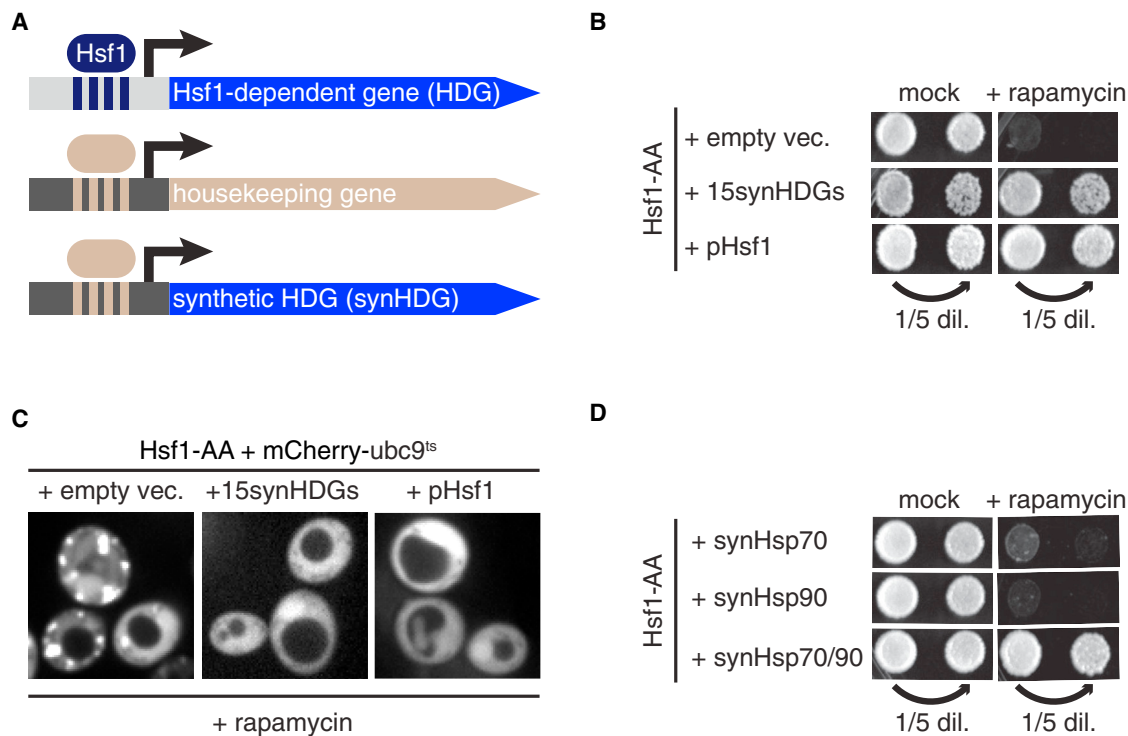 A
Hsf1
Hsf1-dependent gene (HDG)
housekeeping gene
synthetic HDG (synHDG)
B
mock + rapamycin
Hsf1-AA
+ empty vec.
+ 15synHDGs
+ pHsf1
1/5 dil. 1/5 dil.
C
Hsf1-AA + mCherry-ubc9ᵗˢ
+ empty vec. +15synHDGs + pHsf1
+ rapamycin
D
mock + rapamycin
Hsf1-AA
+ synHsp70
+ synHsp90
+ synHsp70/90
1/5 dil. 1/5 dil.